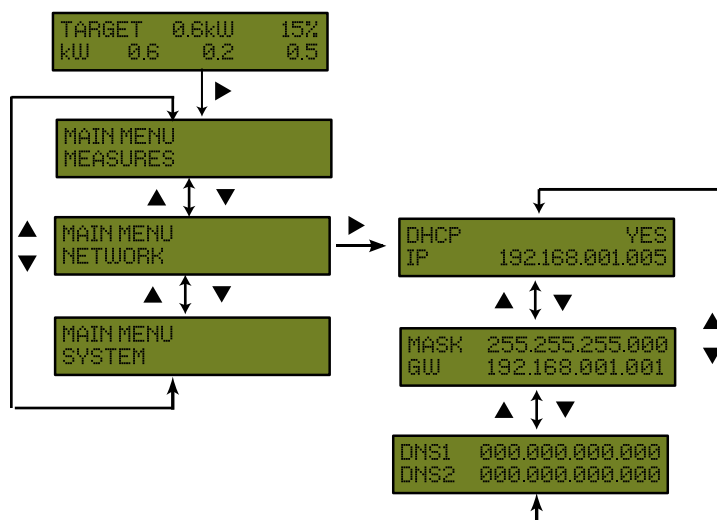 TARGET 0.6kW 15%
kW 0.6 0.2 0.5
MAIN MENU
MEASURES
MAIN MENU
NETWORK
MAIN MENU
SYSTEM
DHCP YES
IP 192.168.001.005
MASK 255.255.255.000
GW 192.168.001.001
DNS1 000.000.000.000
DNS2 000.000.000.000